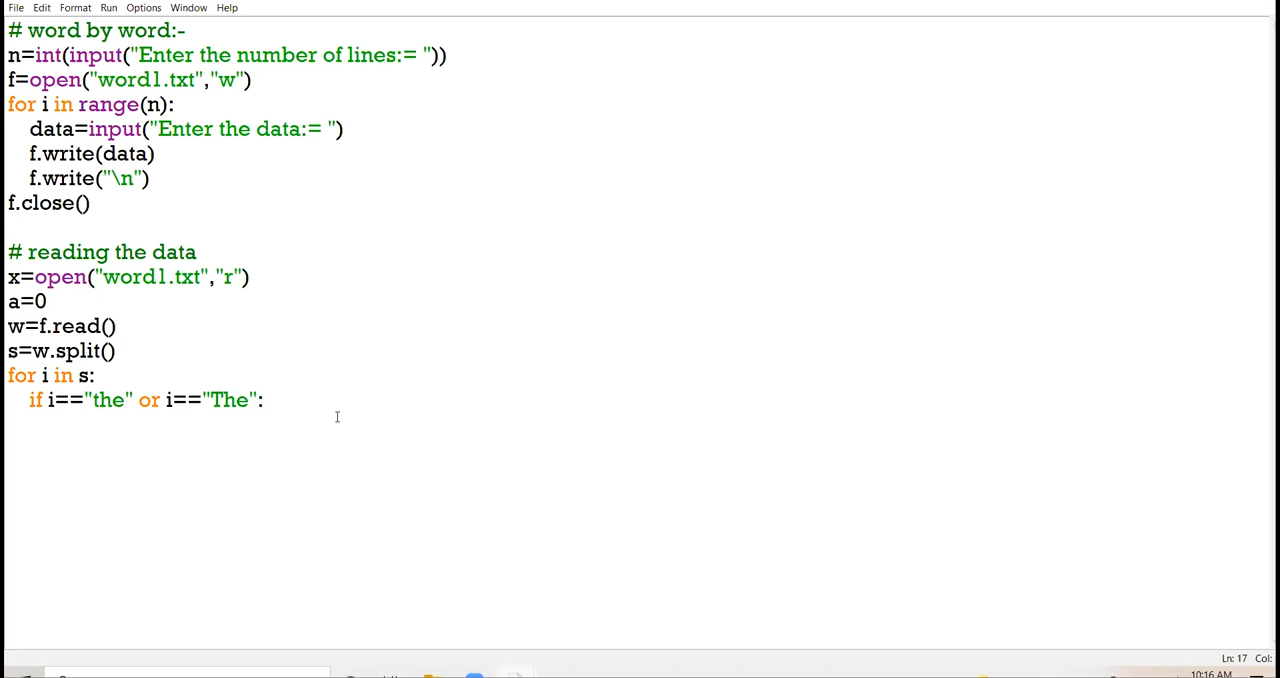 File Edit Format Run Options Window Help
# word by word:-
n=int(input("Enter the number of lines:= "))
f=open("word1.txt","w")
for i in range(n):
    data=input("Enter the data:= ")
    f.write(data)
    f.write("\n")
f.close()

# reading the data
x=open("word1.txt","r")
a=0
w=f.read()
s=w.split()
for i in s:
    if i=="the" or i=="The":
Ln: 17 Col:
10:16 AM